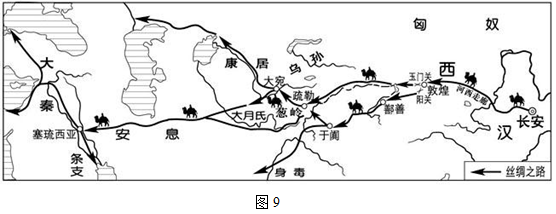 匈 奴
西
域
康 居
乌孙
大
秦
大宛
玉门关
敦煌
阳关
河西走廊
长安
汉
疏勒
葱岭
鄯善
于阗
大月氏
安 息
塞琉西亚
条支
身 毒
丝绸之路
图 9